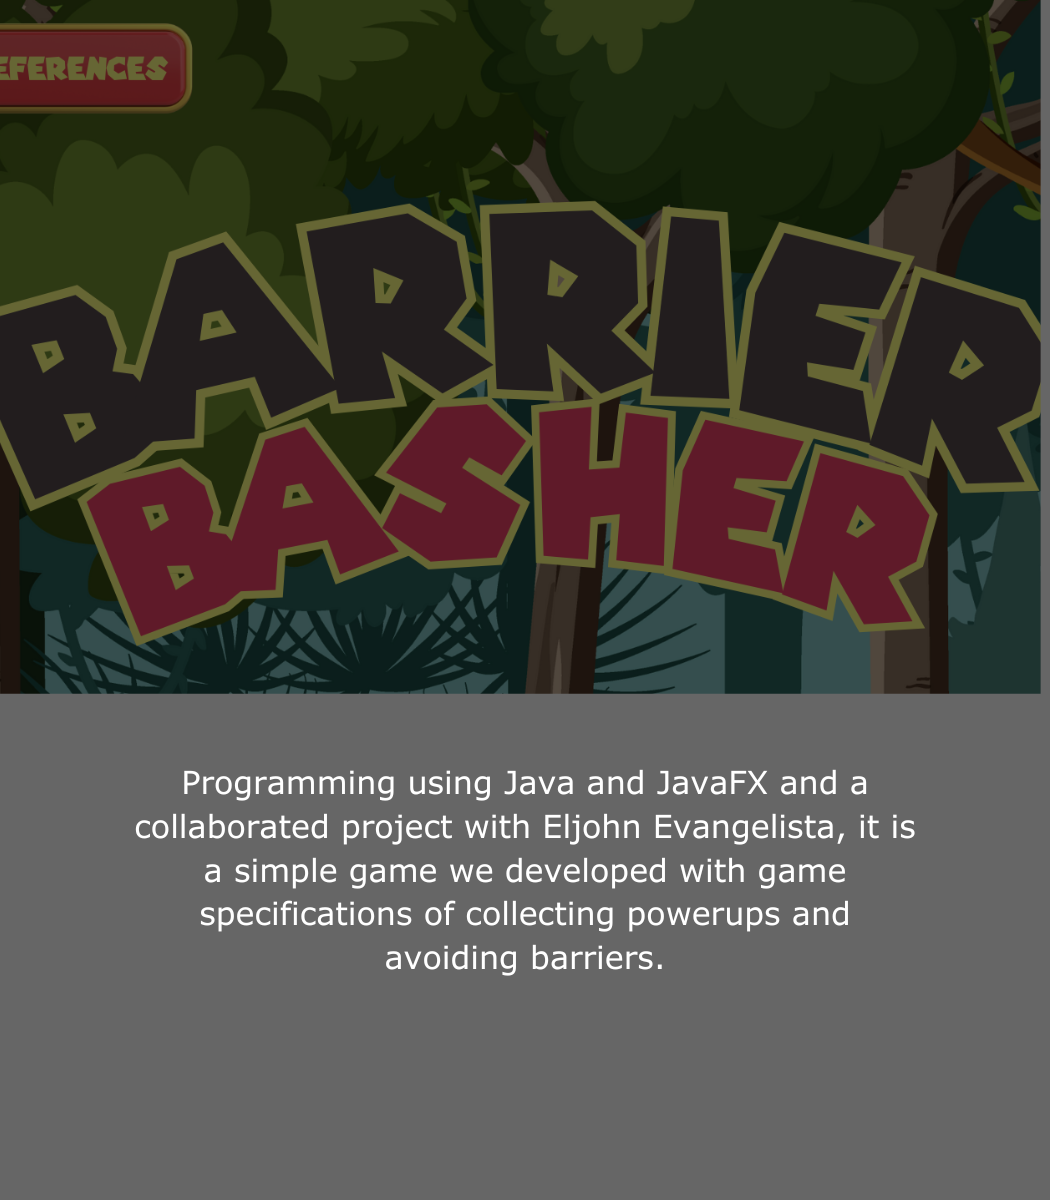 EFERENCES
BARRIER
BASHER
Programming using Java and JavaFX and a
collaborated project with Eljohn Evangelista, it is
a simple game we developed with game
specifications of collecting powerups and
avoiding barriers.